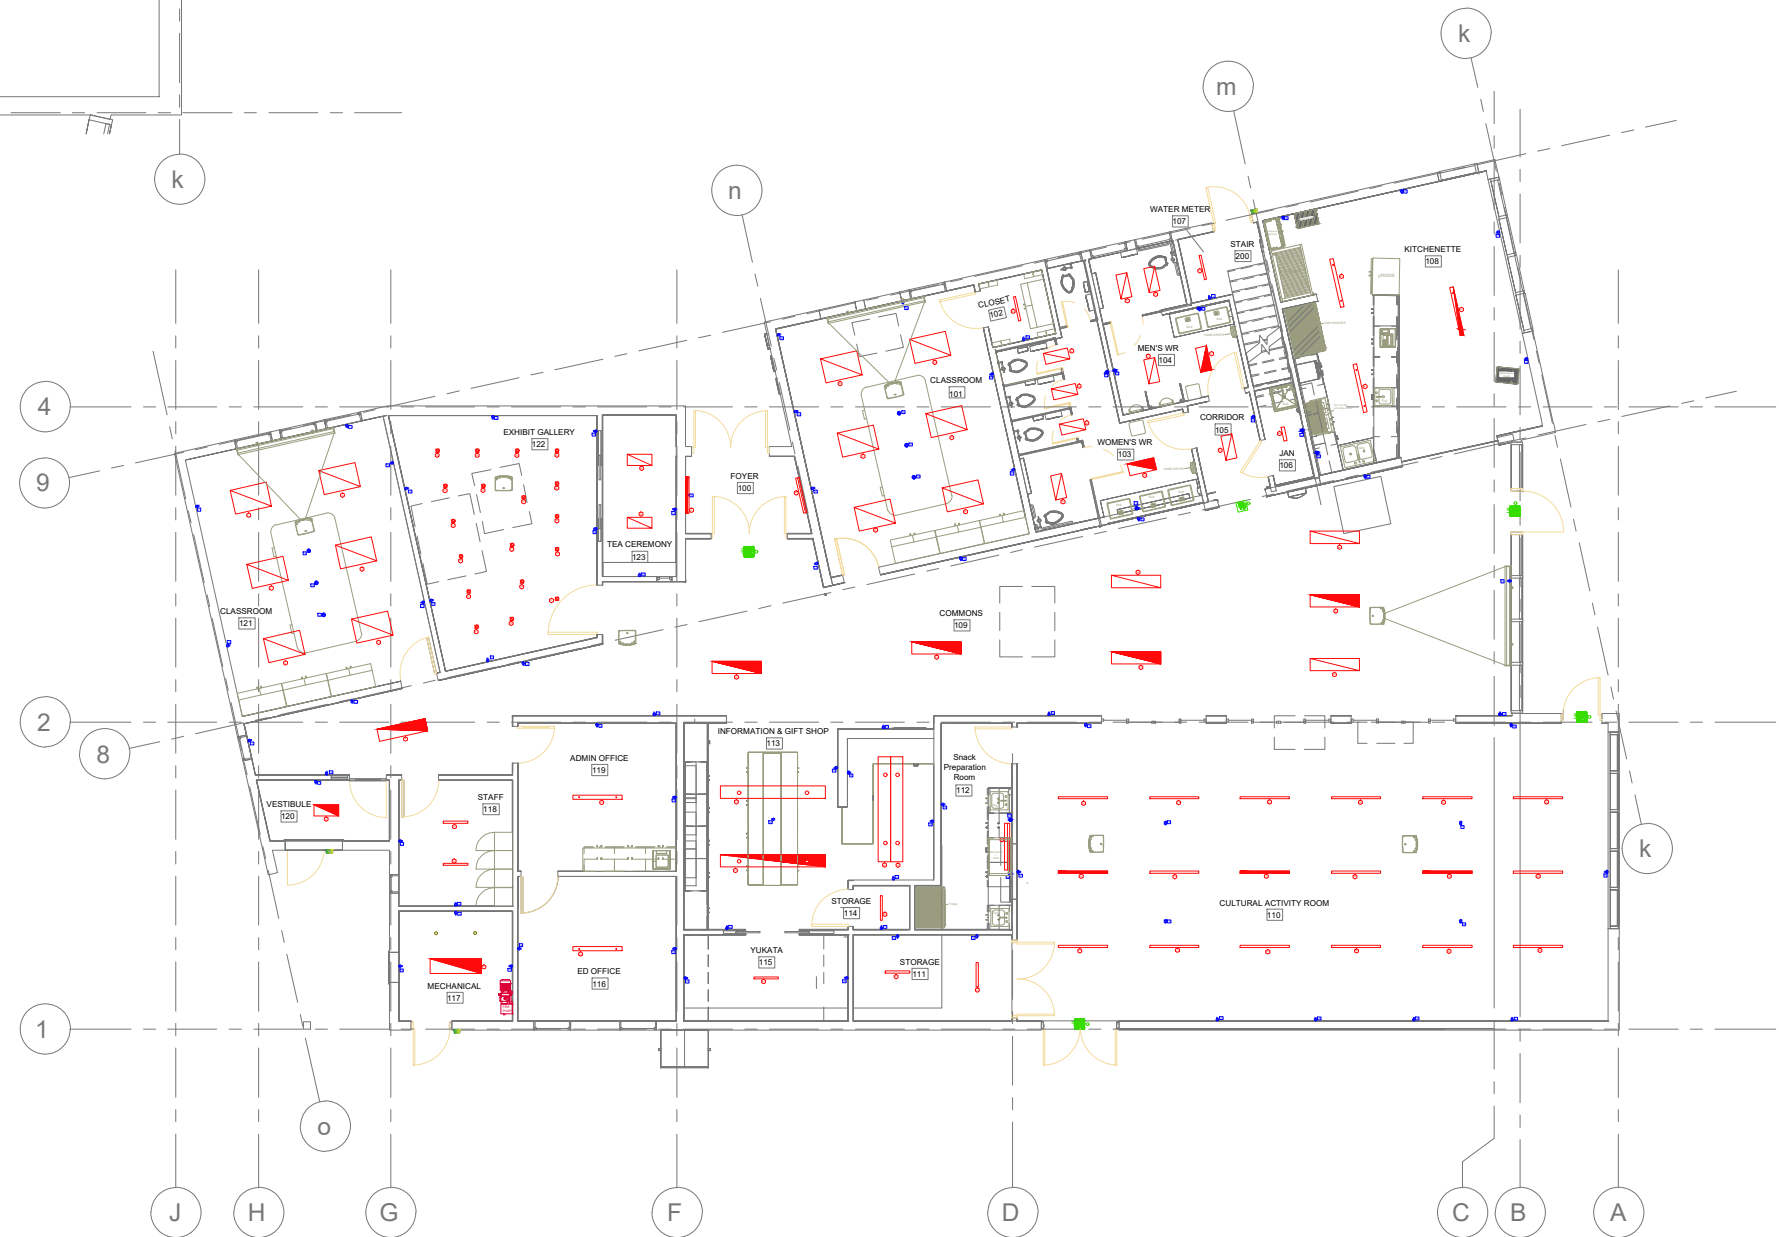 k
k
m
n
WATER METER
107
STAIR
200
KITCHENETTE
108
CLOSET
102
MEN'S WR
104
CLASSROOM
101
4
CORRIDOR
105
EXHIBIT GALLERY
122
WOMEN'S WR
103
JAN
106
9
FOYER
100
TEA CEREMONY
123
CLASSROOM
121
COMMONS
109
2
8
INFORMATION & GIFT SHOP
113
ADMIN OFFICE
119
Snack
Preparation
Room
112
STAFF
118
VESTIBULE
120
k
STORAGE
114
CULTURAL ACTIVITY ROOM
110
YUKATA
115
STORAGE
111
ED OFFICE
116
MECHANICAL
117
1
o
J
H
G
F
D
C
B
A